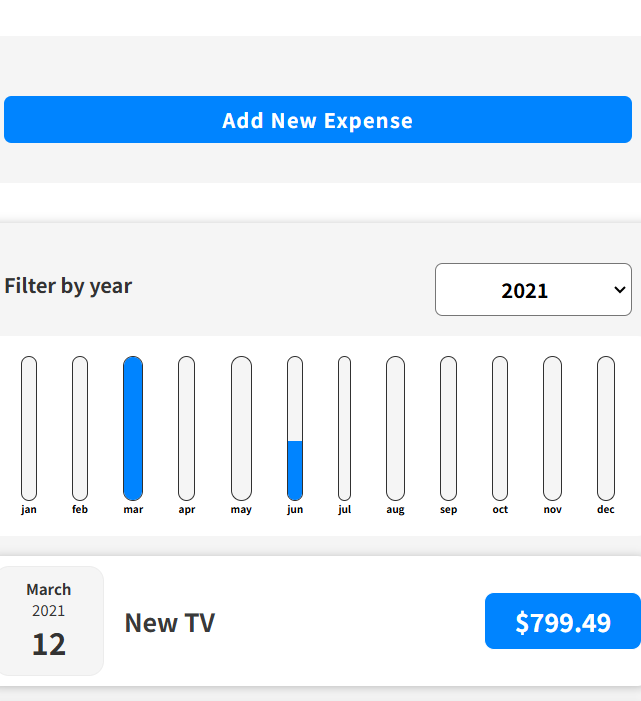 Add New Expense
Filter by year
2021
jan feb mar apr may jun jul aug sep oct nov dec
March
2021
12
New TV
$799.49